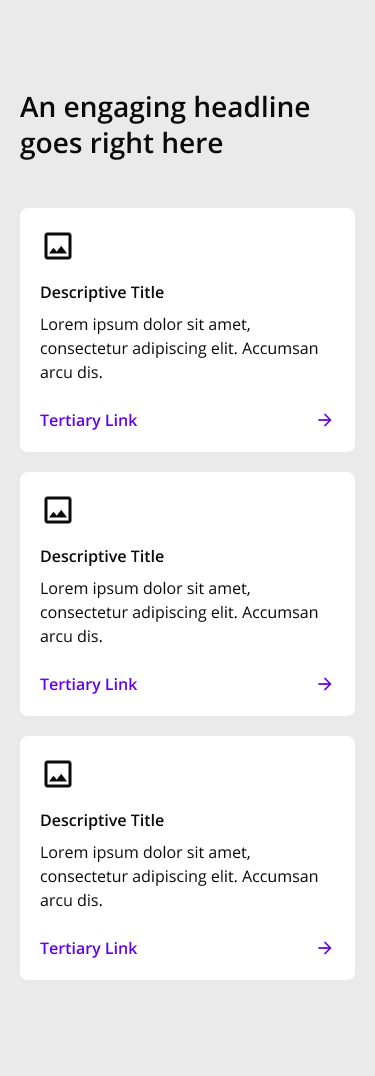 An engaging headline
goes right here
Descriptive Title
Lorem ipsum dolor sit amet,
consectetur adipiscing elit. Accumsan
arcu dis.
Tertiary Link
Descriptive Title
Lorem ipsum dolor sit amet,
consectetur adipiscing elit. Accumsan
arcu dis.
Tertiary Link
Descriptive Title
Lorem ipsum dolor sit amet,
consectetur adipiscing elit. Accumsan
arcu dis.
Tertiary Link